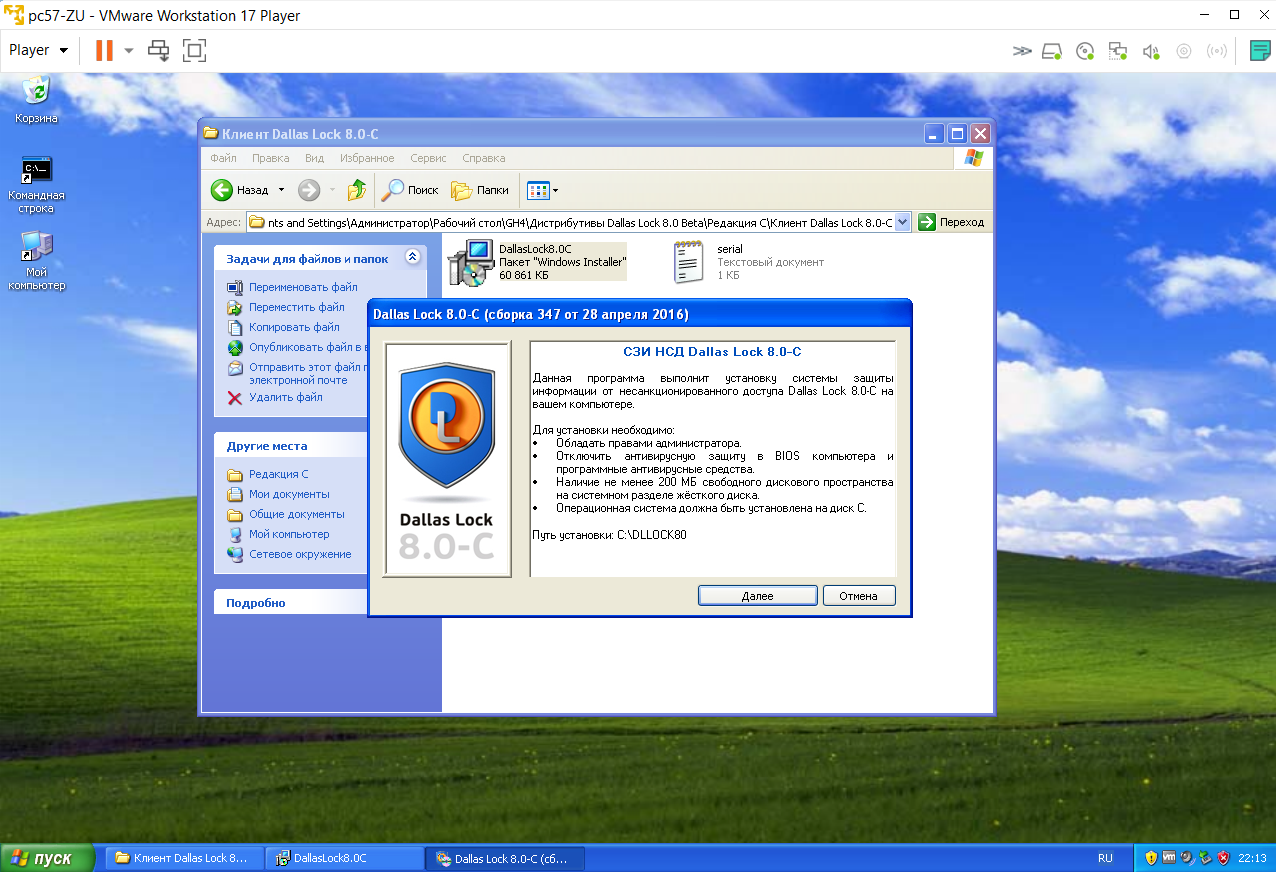 pc57-ZU - VMware Workstation 17 Player
Player
Корзина
Командная
строка
Мой
компьютер
Клиент Dallas Lock 8.0-C
Файл Правка Вид Избранное Сервис Справка
Назад Поиск Папки
Адрес: nts and Settings\Администратор\Рабочий стол\GH4\Дистрибутивы Dallas Lock 8.0 Beta\Редакция С\Клиент Dallas Lock 8.0-C Переход
Задачи для файлов и папок
Переименовать файл
Переместить файл
Копировать файл
Опубликовать файл в в
Отправить этот файл п
электронной почте
Удалить файл
Другие места
Редакция С
Мои документы
Общие документы
Мой компьютер
Сетевое окружение
Подробно
DallasLock8.0C
Пакет "Windows Installer"
60 861 КБ
serial
Текстовый документ
1 КБ
Dallas Lock 8.0-C (сборка 347 от 28 апреля 2016)
DL
Dallas Lock
8.0-C
СЗИ НСД Dallas Lock 8.0-C
Данная программа выполнит установку системы защиты
информации от несанкционированного доступа Dallas Lock 8.0-C на
вашем компьютере.
Для установки необходимо:
• Обладать правами администратора.
• Отключить антивирусную защиту в BIOS компьютера и
программные антивирусные средства.
• Наличие не менее 200 МБ свободного дискового пространства
на системном разделе жёсткого диска.
• Операционная система должна быть установлена на диск C.
Путь установки: C:\DLLOCK80
Далее Отмена
пуск
Клиент Dallas Lock 8...
DallasLock8.0C
Dallas Lock 8.0-C (сб...
RU
vm
22:13